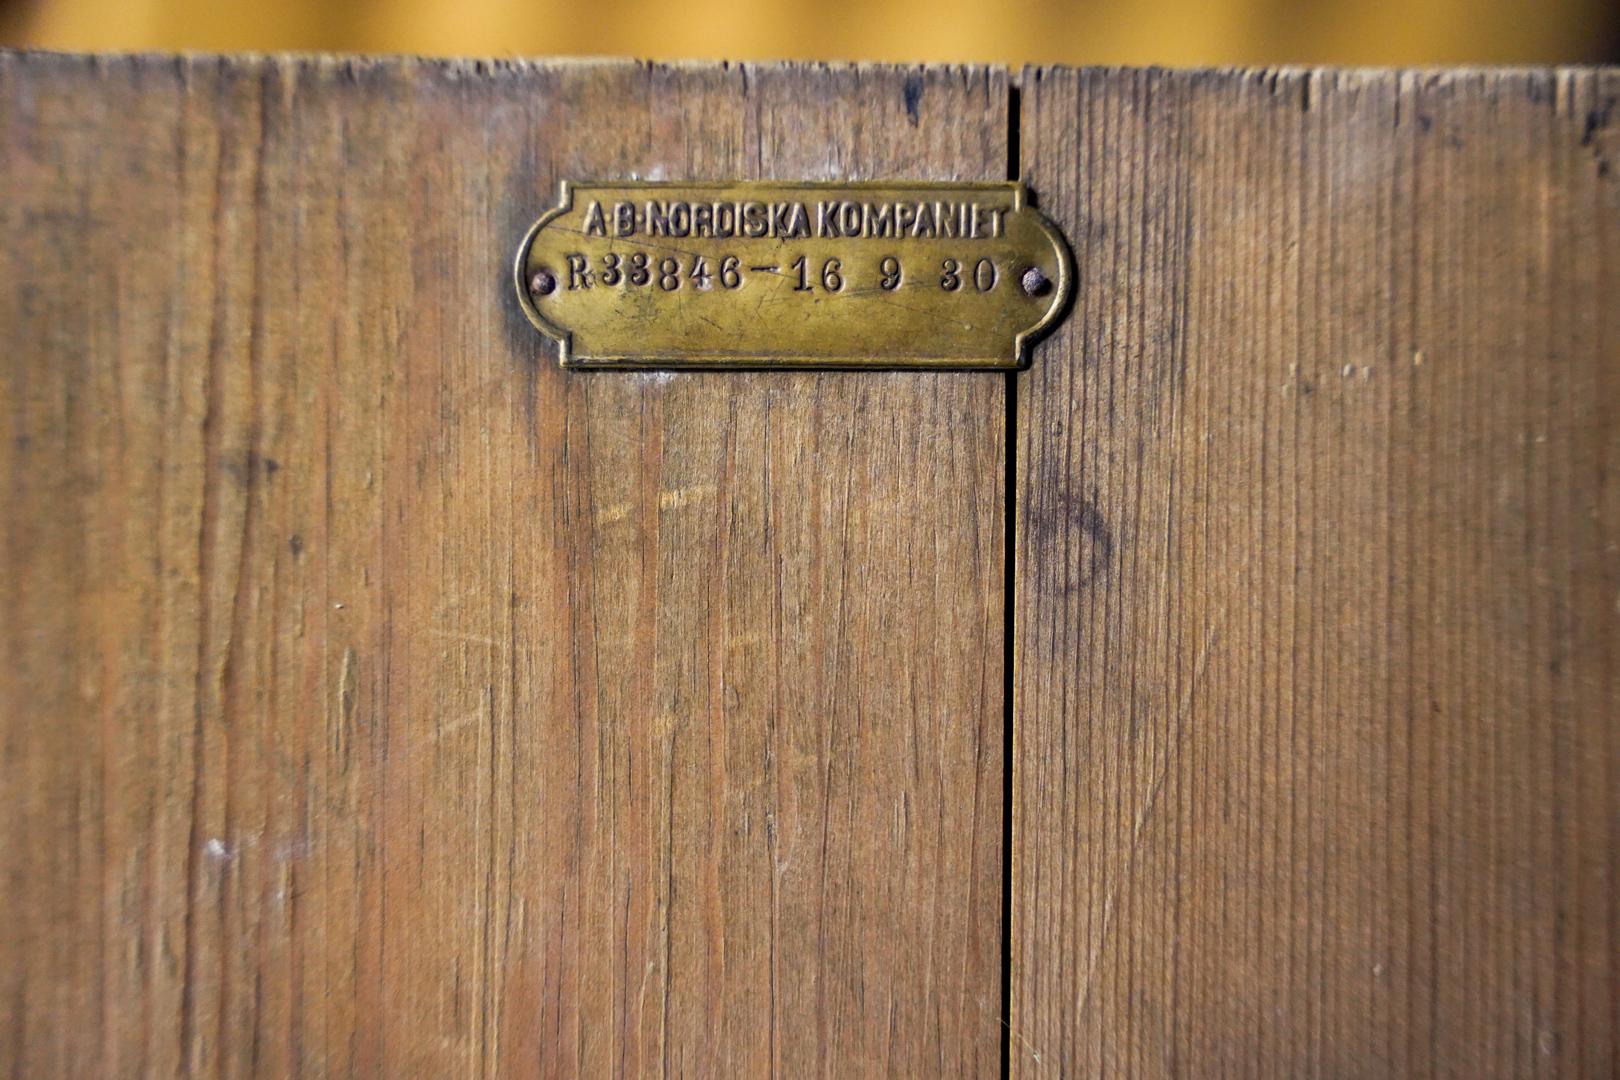 A·B·NORDISKA KOMPANIET
R33846-16 9 30